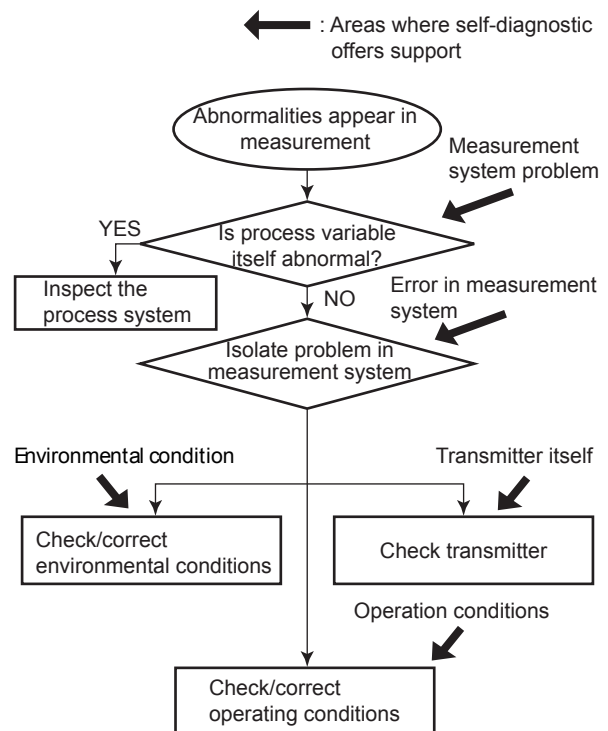 : Areas where self-diagnostic
offers support
Abnormalities appear in
measurement
Measurement
system problem
YES
Is process variable
itself abnormal?
Inspect the
process system
NO
Error in measurement
system
Isolate problem in
measurement system
Environmental condition
Transmitter itself
Check/correct
environmental conditions
Check transmitter
Operation conditions
Check/correct
operating conditions